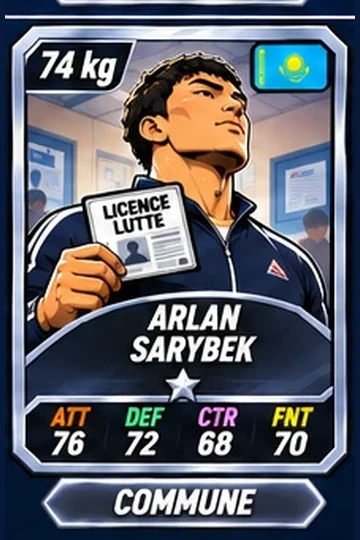 74 kg
LICENCE
LUTTE
ARLAN
SARYBEK
ATT DEF CTR FNT
76 72 68 70
COMMUNE